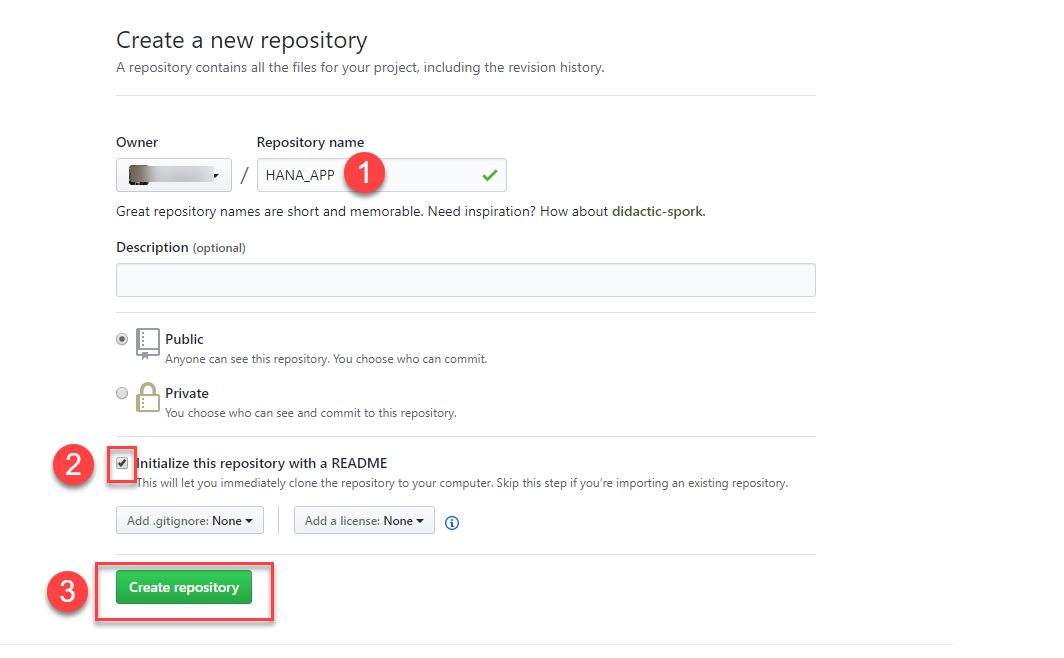 Create a new repository
A repository contains all the files for your project, including the revision history.
Owner
Repository name
/
HANA_APP
1
Great repository names are short and memorable. Need inspiration? How about didactic-spork.
Description (optional)
Public
Anyone can see this repository. You choose who can commit.
Private
You choose who can see and commit to this repository.
2
Initialize this repository with a README
This will let you immediately clone the repository to your computer. Skip this step if you’re importing an existing repository.
Add .gitignore: None
Add a license: None
3
Create repository